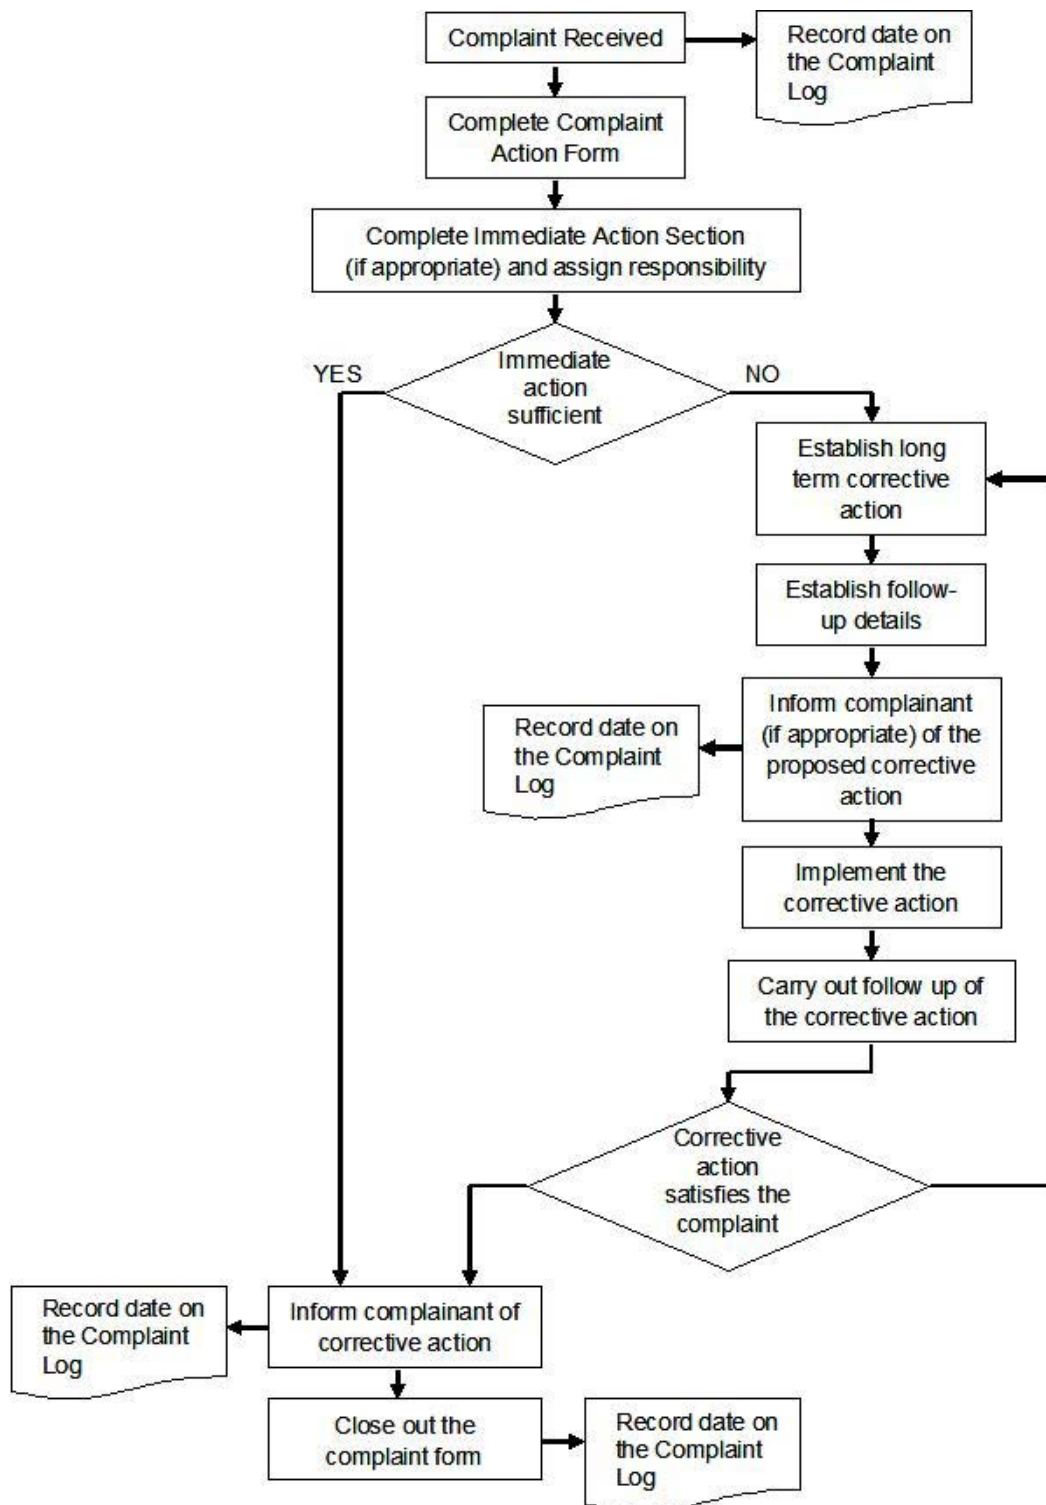 Complaint Received
Record date on
the Complaint
Log
Complete Complaint
Action Form
Complete Immediate Action Section
(if appropriate) and assign responsibility
YES
Immediate
action
sufficient
NO
Establish long
term corrective
action
Establish follow-
up details
Inform complainant
(if appropriate) of the
proposed corrective
action
Record date on
the Complaint
Log
Implement the
corrective action
Carry out follow up of
the corrective action
Corrective
action
satisfies the
complaint
Inform complainant of
corrective action
Record date on
the Complaint
Log
Close out the
complaint form
Record date on
the Complaint
Log